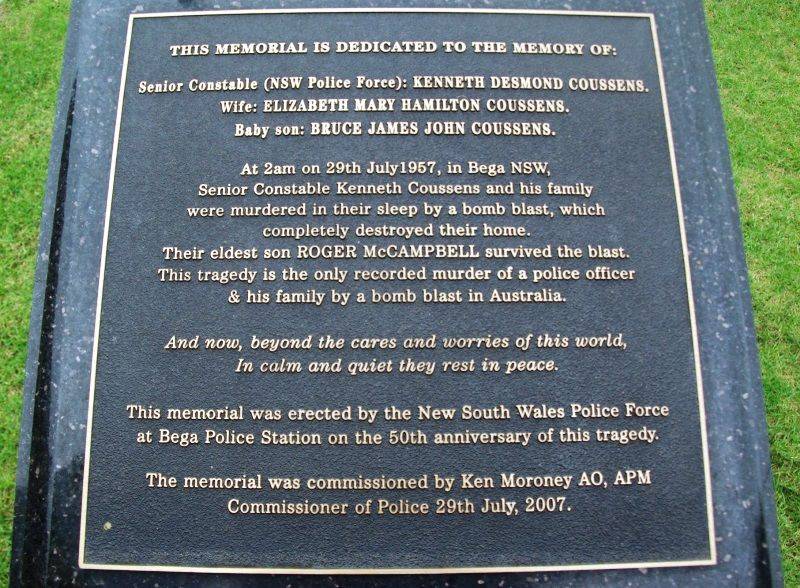 THIS MEMORIAL IS DEDICATED TO THE MEMORY OF:
Senior Constable (NSW Police Force): KENNETH DESMOND COUSSENS.
Wife: ELIZABETH MARY HAMILTON COUSSENS.
Baby son: BRUCE JAMES JOHN COUSSENS.
At 2am on 29th July1957, in Bega NSW,
Senior Constable Kenneth Coussens and his family
were murdered in their sleep by a bomb blast, which
completely destroyed their home.
Their eldest son ROGER McCAMPBELL survived the blast.
This tragedy is the only recorded murder of a police officer
& his family by a bomb blast in Australia.
And now, beyond the cares and worries of this world,
In calm and quiet they rest in peace.
This memorial was erected by the New South Wales Police Force
at Bega Police Station on the 50th anniversary of this tragedy.
The memorial was commissioned by Ken Moroney AO, APM
Commissioner of Police 29th July, 2007.